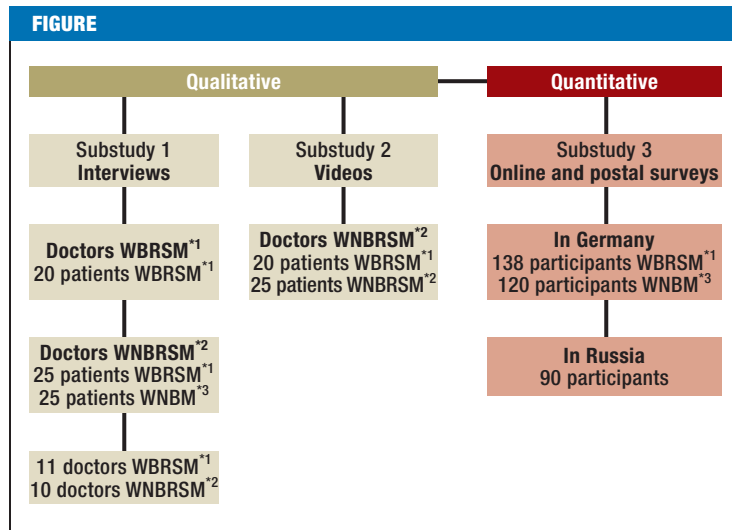 FIGURE
Qualitative
Quantitative
Substudy 1
Interviews
Substudy 2
Videos
Substudy 3
Online and postal surveys
Doctors WBRSM*1
20 patients WBRSM*1
Doctors WNBRSM*2
20 patients WBRSM*1
25 patients WNBRSM*2
In Germany
138 participants WBRSM*1
120 participants WNBM*3
Doctors WNBRSM*2
25 patients WBRSM*1
25 patients WNBM*3
In Russia
90 participants
11 doctors WBRSM*1
10 doctors WNBRSM*2